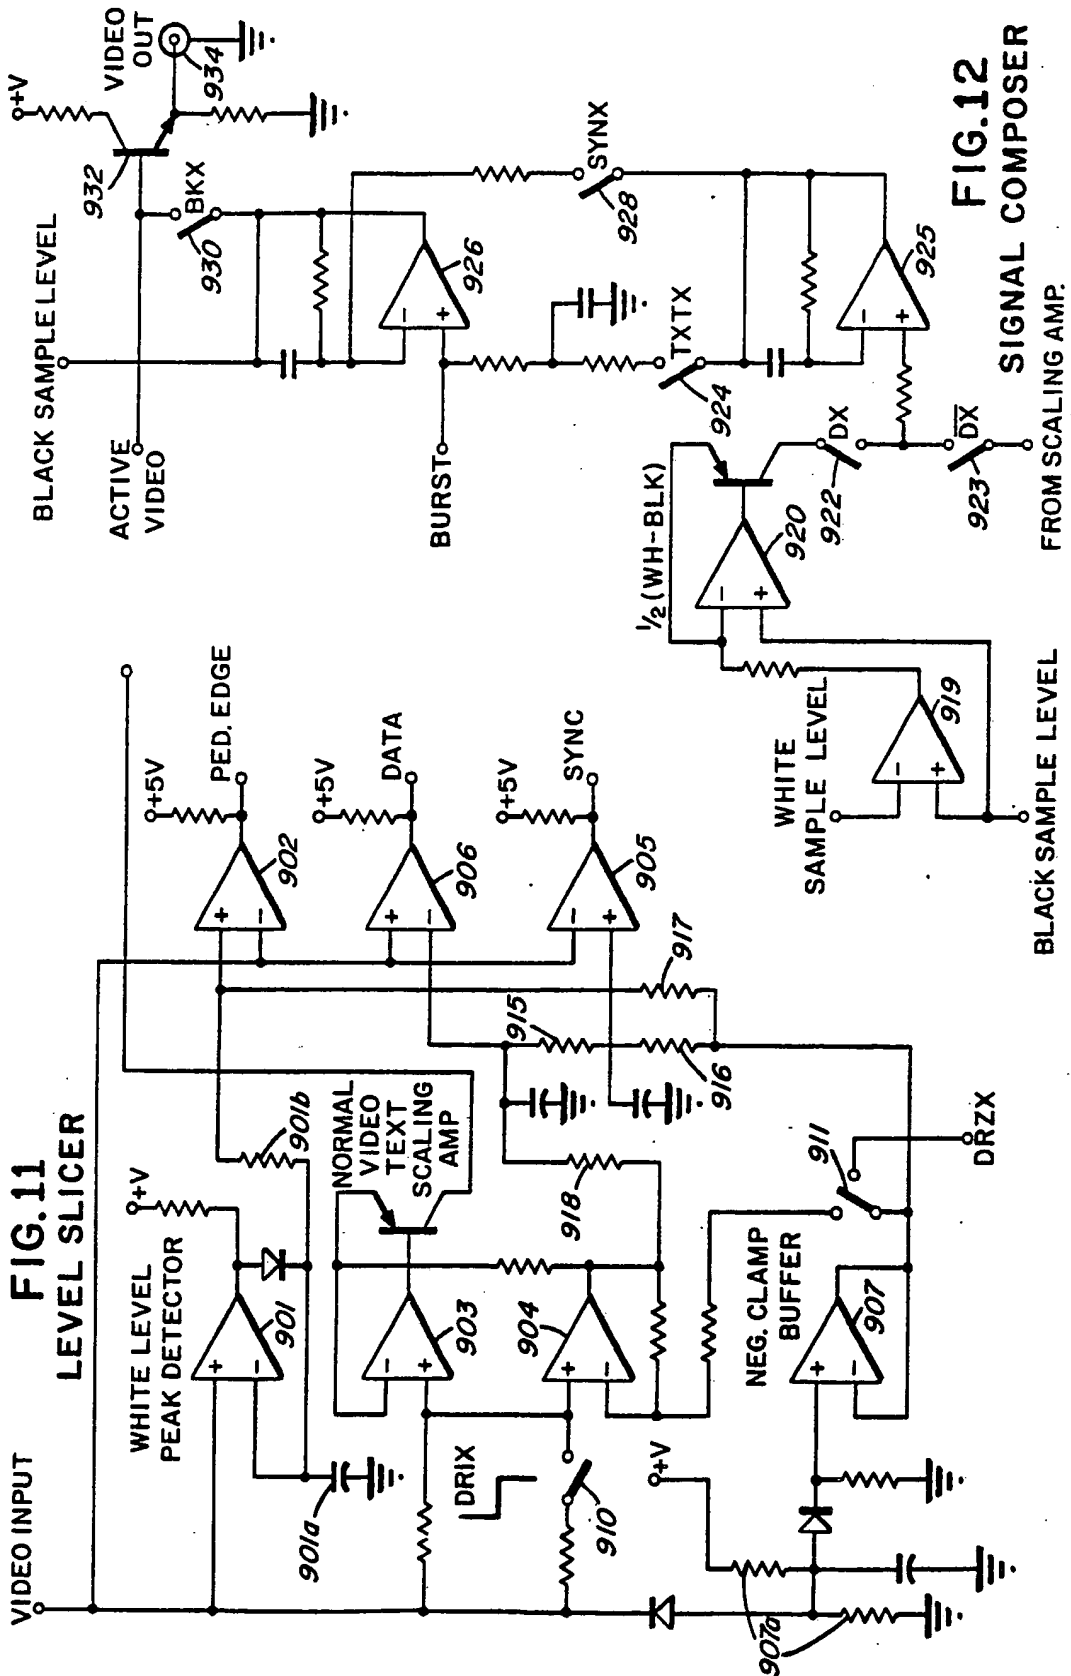 FIG.11
LEVEL SLICER
VIDEO INPUT
WHITE LEVEL
PEAK DETECTOR
+V
901
901a
901b
NORMAL
VIDEO
TEXT
SCALING
AMP
903
904
DRIX
910
+V
907a
NEG. CLAMP
BUFFER
907
911
DRZX
918
915
916
917
+5V
PED. EDGE
902
+5V
DATA
906
+5V
SYNC
905
+
−
−
+
+
−
+
−
+
−
+
−
−
+
FIG.12
SIGNAL COMPOSER
BLACK SAMPLE LEVEL
ACTIVE
VIDEO
BURST
+V
VIDEO
OUT
934
932
BKX
930
926
−
+
SYNX
928
TXTX
924
925
−
+
½(WH-BLK)
920
−
+
DX
922
DX
923
FROM SCALING AMP.
WHITE
SAMPLE LEVEL
919
−
+
BLACK SAMPLE LEVEL